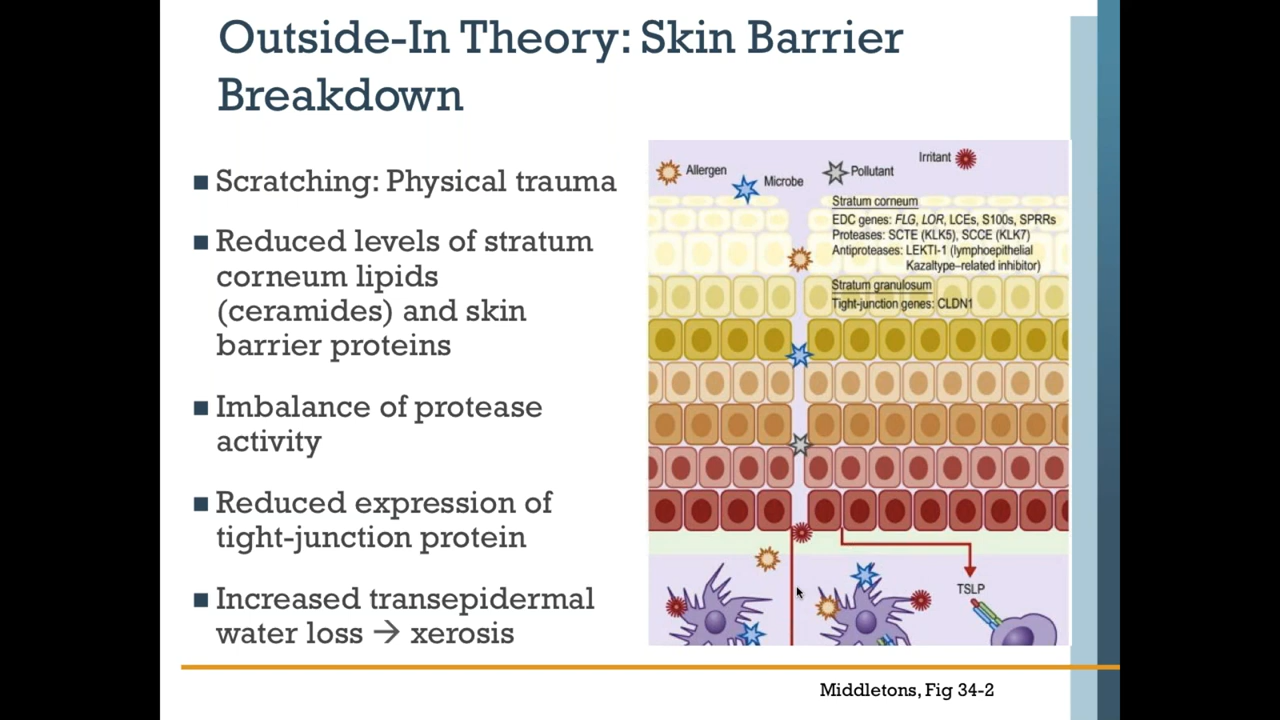 Outside-In Theory: Skin Barrier
Breakdown
■ Scratching: Physical trauma
■ Reduced levels of stratum
corneum lipids
(ceramides) and skin
barrier proteins
■ Imbalance of protease
activity
■ Reduced expression of
tight-junction protein
■ Increased transepidermal
water loss → xerosis
Allergen
Microbe
Pollutant
Irritant
Stratum corneum
EDC genes: FLG, LOR, LCEs, S100s, SPRRs
Proteases: SCTE (KLK5), SCCE (KLK7)
Antiproteases: LEKTI-1 (lymphoepithelial
Kazaltype–related inhibitor)
Stratum granulosum
Tight-junction genes: CLDN1
TSLP
Middletons, Fig 34-2